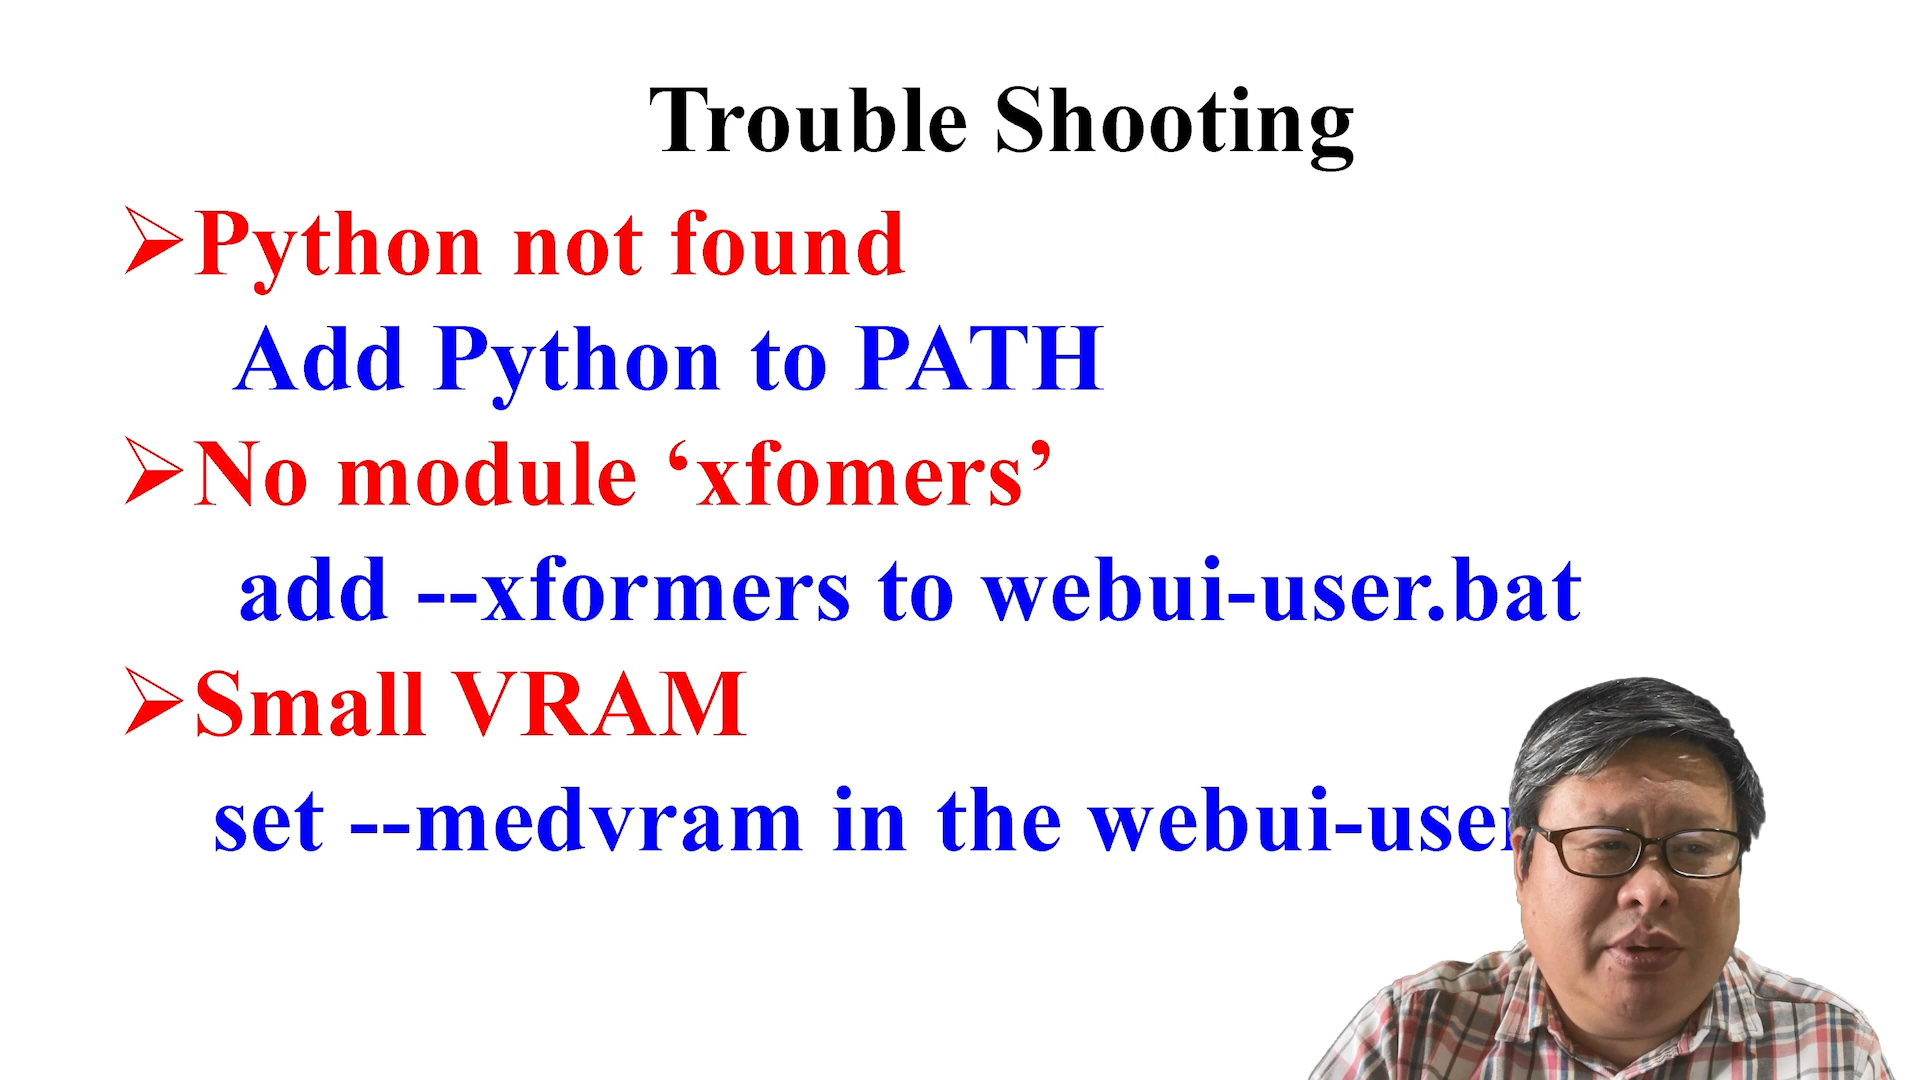 Trouble Shooting
Python not found
Add Python to PATH
No module ‘xfomers’
add --xformers to webui-user.bat
Small VRAM
set --medvram in the webui-user